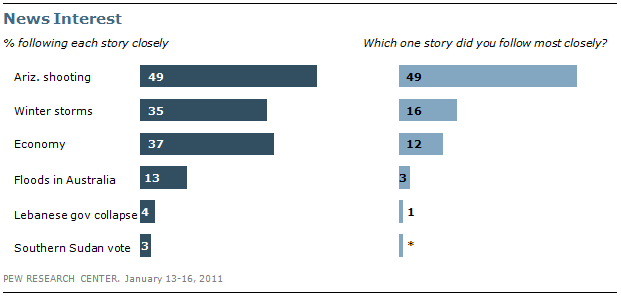 News Interest
% following each story closely Which one story did you follow most closely?
Ariz. shooting 49 49
Winter storms 35 16
Economy 37 12
Floods in Australia 13 3
Lebanese gov collapse 4 1
Southern Sudan vote 3 *
PEW RESEARCH CENTER. January 13-16, 2011